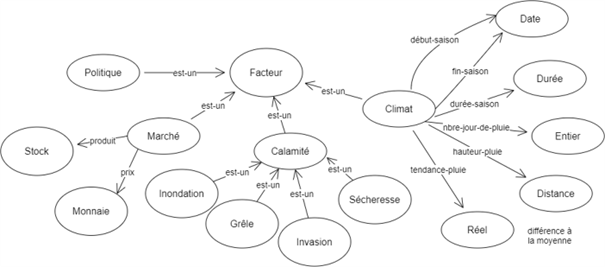 Date
début-saison
Politique
est-un
Facteur
fin-saison
Durée
est-un
est-un
Climat
durée-saison
est-un
Stock
produit
Marché
nbre-jour-de-pluie
Entier
prix
Calamité
hauteur-pluie
est-un
est-un
tendance-pluie
Inondation
est-un
Sécheresse
Distance
Monnaie
Grêle
est-un
Invasion
Réel
différence à
la moyenne